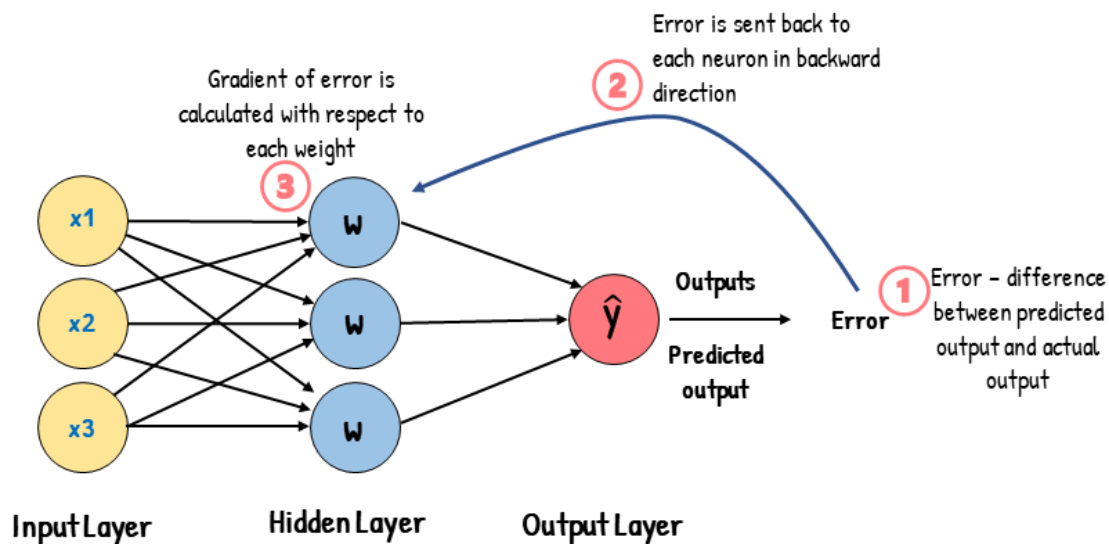 Error is sent back to
each neuron in backward
direction
2
Gradient of error is
calculated with respect to
each weight
3
x1
x2
x3
w
w
w
ŷ
Outputs
Predicted
output
Error
1
Error – difference
between predicted
output and actual
output
Input Layer
Hidden Layer
Output Layer